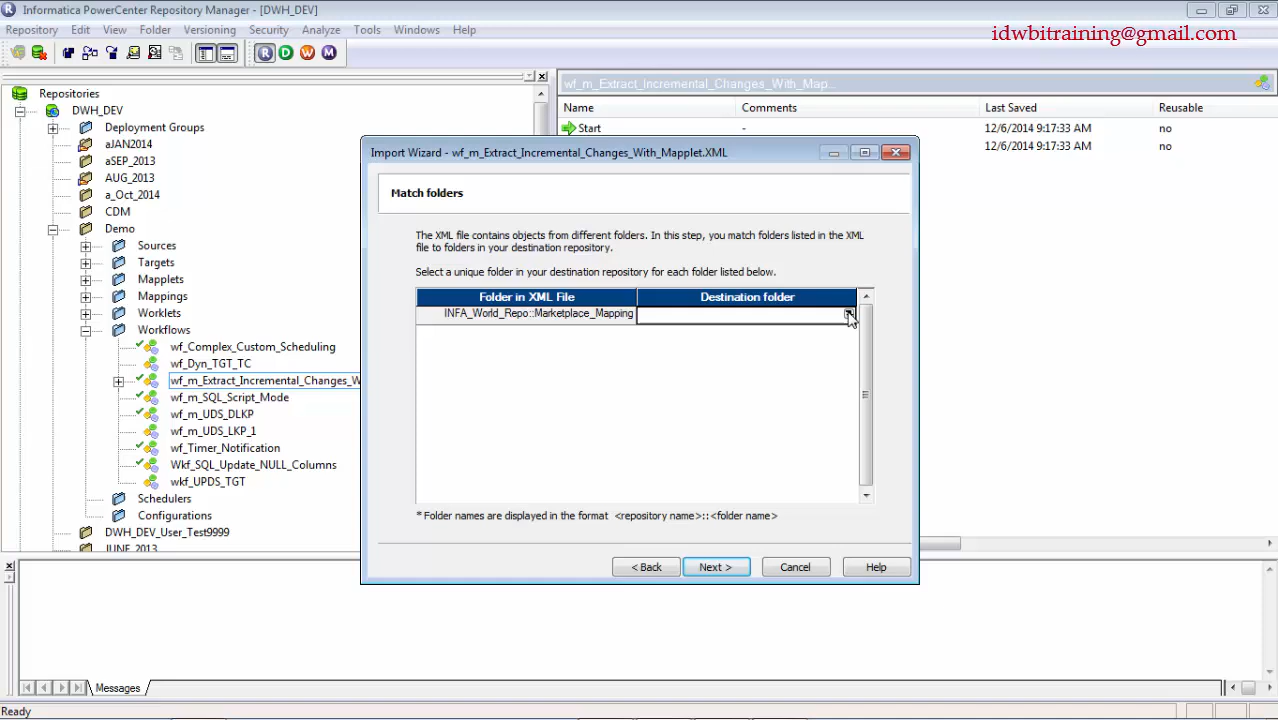 Informatica PowerCenter Repository Manager - [DWH_DEV]
Repository Edit View Folder Versioning Security Analyze Tools Windows Help
idwbitraining@gmail.com
R D W M
Repositories
DWH_DEV
Deployment Groups
aJAN2014
aSEP_2013
AUG_2013
a_Oct_2014
CDM
Demo
Sources
Targets
Mapplets
Mappings
Worklets
Workflows
wf_Complex_Custom_Scheduling
wf_Dyn_TGT_TC
wf_m_Extract_Incremental_Changes_W
wf_m_SQL_Script_Mode
wf_m_UDS_DLKP
wf_m_UDS_LKP_1
wf_Timer_Notification
Wkf_SQL_Update_NULL_Columns
wkf_UPDS_TGT
Schedulers
Configurations
DWH_DEV_User_Test9999
JUNE_2013
wf_m_Extract_Incremental_Changes_With_Map...
Name Comments Last Saved Reusable
Start - 12/6/2014 9:17:33 AM no
12/6/2014 9:17:33 AM no
Import Wizard - wf_m_Extract_Incremental_Changes_With_Mapplet.XML
Match folders
The XML file contains objects from different folders. In this step, you match folders listed in the XML
file to folders in your destination repository.
Select a unique folder in your destination repository for each folder listed below.
Folder in XML File Destination folder
INFA_World_Repo::Marketplace_Mapping
* Folder names are displayed in the format <repository name>::<folder name>
< Back Next > Cancel Help
Messages
Ready